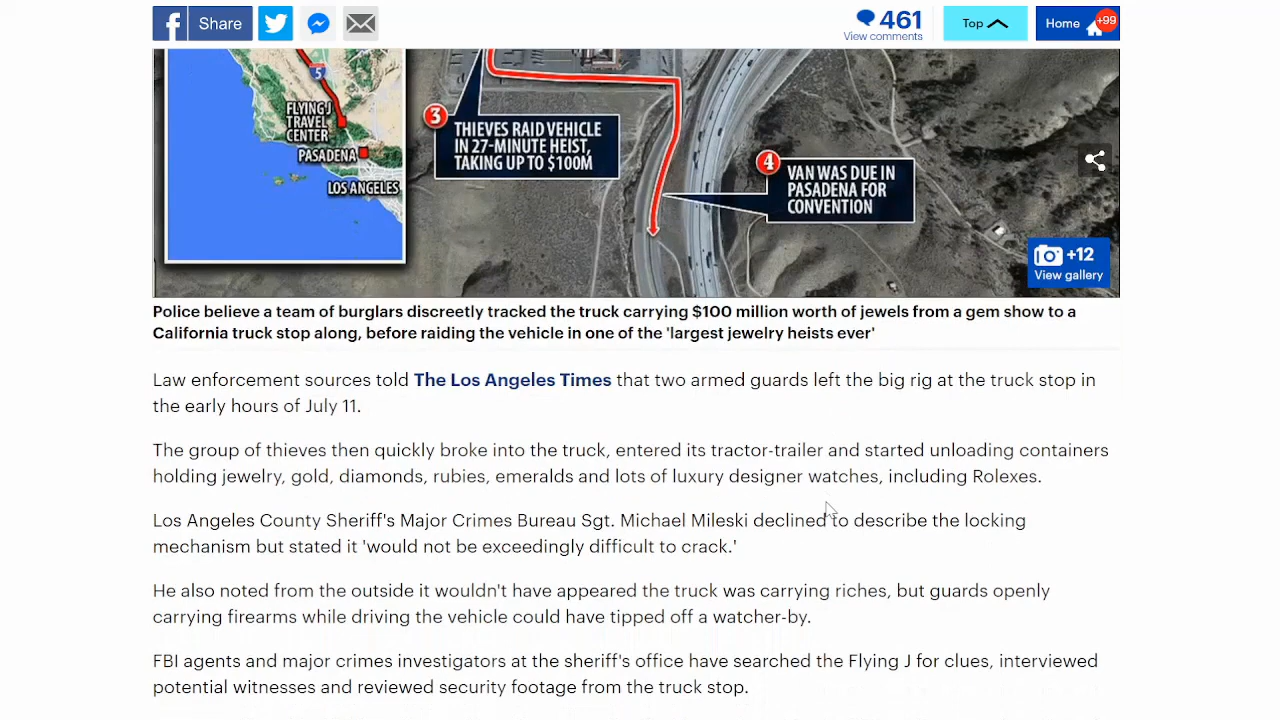 Share
461
View comments
Top
Home
+99
5
FLYING J
TRAVEL
CENTER
PASADENA
LOS ANGELES
3
THIEVES RAID VEHICLE
IN 27-MINUTE HEIST,
TAKING UP TO $100M
4
VAN WAS DUE IN
PASADENA FOR
CONVENTION
+12
View gallery
Police believe a team of burglars discreetly tracked the truck carrying $100 million worth of jewels from a gem show to a
California truck stop along, before raiding the vehicle in one of the 'largest jewelry heists ever'
Law enforcement sources told The Los Angeles Times that two armed guards left the big rig at the truck stop in
the early hours of July 11.
The group of thieves then quickly broke into the truck, entered its tractor-trailer and started unloading containers
holding jewelry, gold, diamonds, rubies, emeralds and lots of luxury designer watches, including Rolexes.
Los Angeles County Sheriff's Major Crimes Bureau Sgt. Michael Mileski declined to describe the locking
mechanism but stated it 'would not be exceedingly difficult to crack.'
He also noted from the outside it wouldn't have appeared the truck was carrying riches, but guards openly
carrying firearms while driving the vehicle could have tipped off a watcher-by.
FBI agents and major crimes investigators at the sheriff's office have searched the Flying J for clues, interviewed
potential witnesses and reviewed security footage from the truck stop.